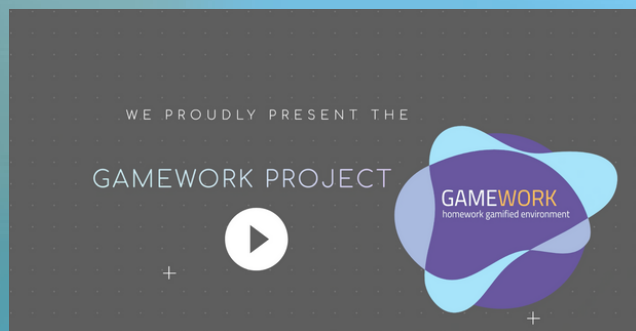 WE PROUDLY PRESENT THE
GAMEWORK PROJECT
GAMEWORK
homework gamified environment